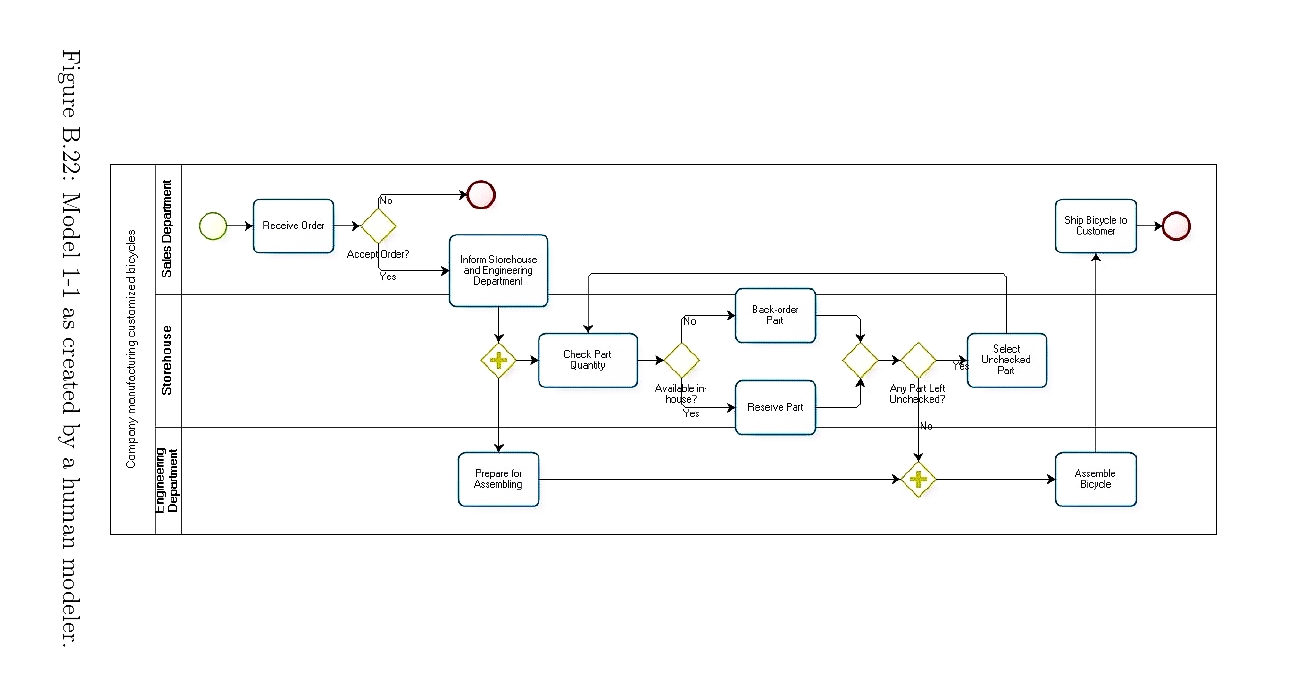 Figure B.22: Model 1-1 as created by a human modeler.
Company manufacturing customized bicycles
Sales Department
Receive Order
Accept Order?
No
Yes
Inform Storehouse
and Engineering
Department
Ship Bicycle to
Customer
Storehouse
Check Part
Quantity
Available in-
house?
No
Yes
Back-order
Part
Reserve Part
Any Part Left
Unchecked?
Yes
No
Select
Unchecked
Part
Engineering
Department
Prepare for
Assembling
Assemble
Bicycle